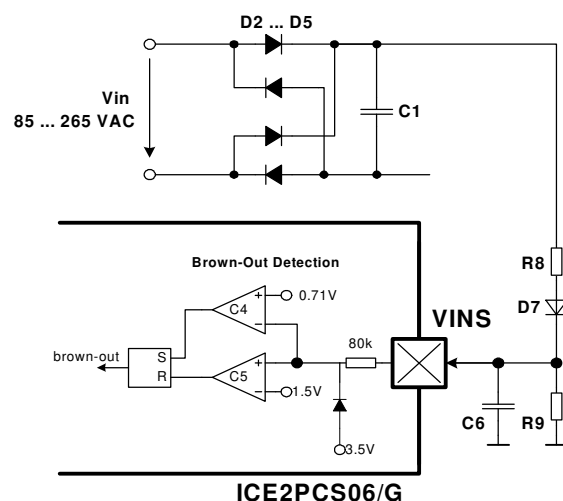 D2 ... D5
Vin
85 ... 265 VAC
C1
R8
Brown-Out Detection
D7
0.71V
VINS
+
C4
−
80k
brown-out
S
R
+
C5
−
1.5V
C6
R9
3.5V
ICE2PCS06/G